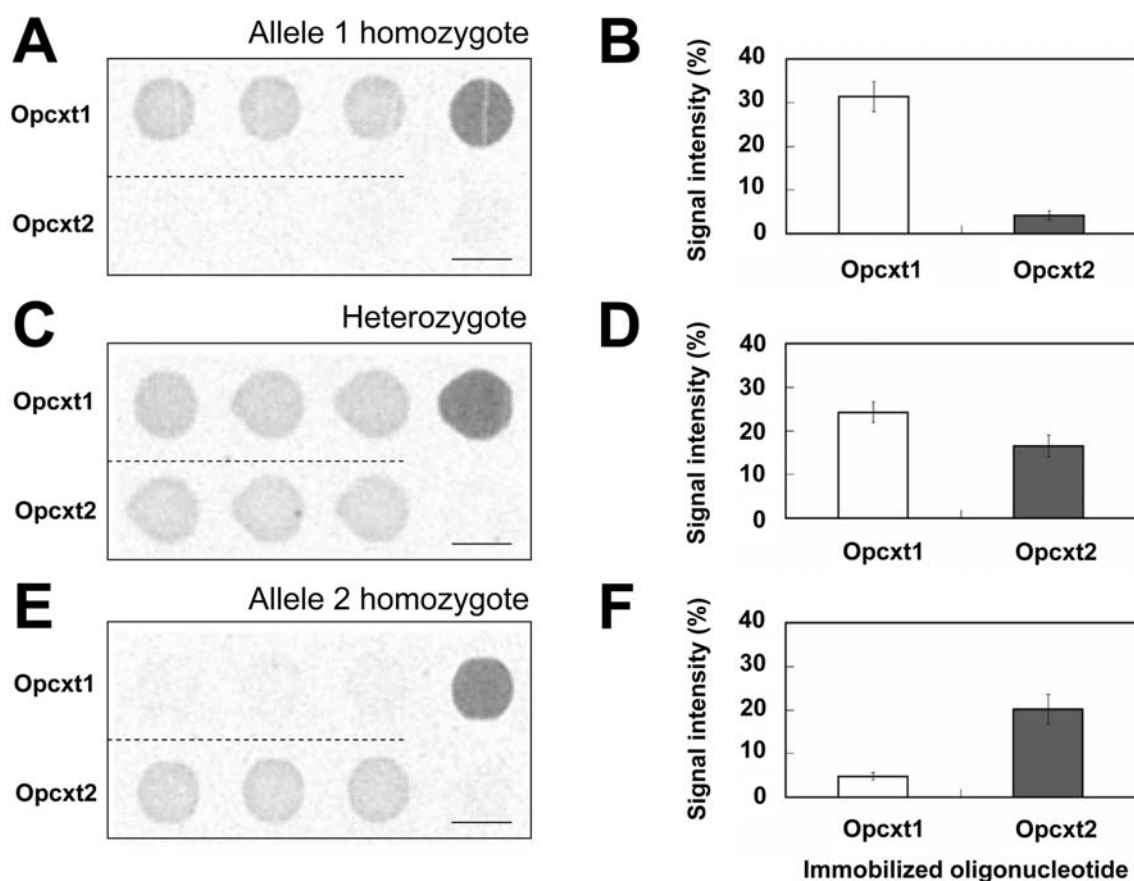 A
Allele 1 homozygote
Opcxt1
Opcxt2
B
Signal intensity (%)
40
30
20
10
0
Opcxt1
Opcxt2
C
Heterozygote
Opcxt1
Opcxt2
D
Signal intensity (%)
40
30
20
10
0
Opcxt1
Opcxt2
E
Allele 2 homozygote
Opcxt1
Opcxt2
F
Signal intensity (%)
40
30
20
10
0
Opcxt1
Opcxt2
Immobilized oligonucleotide